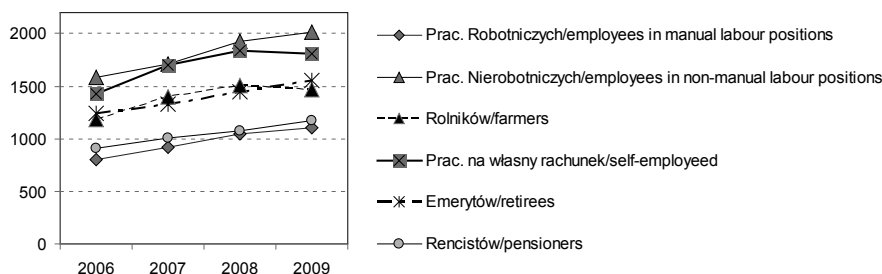 2000
1500
1000
500
0
2006 2007 2008 2009
Prac. Robotniczych/employees in manual labour positions
Prac. Nierobotniczych/employees in non-manual labour positions
Rolników/farmers
Prac. na własny rachunek/self-employeed
Emerytów/retirees
Rencistów/pensioners